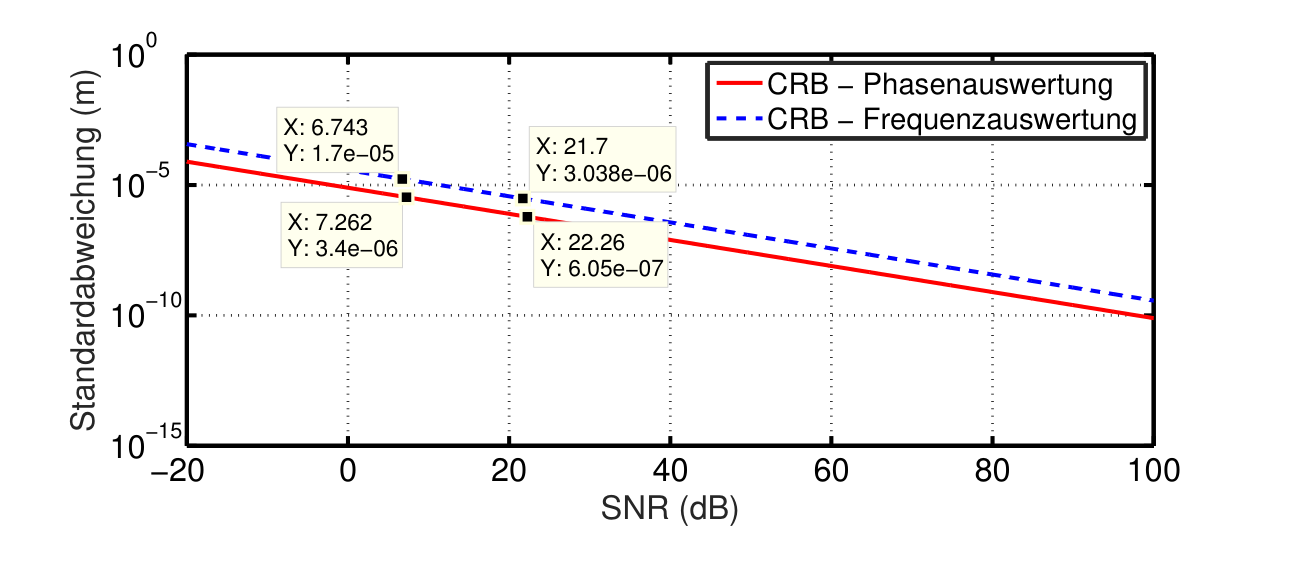 10^0
10^−5
10^−10
10^−15
Standardabweichung (m)
CRB − Phasenauswertung
CRB − Frequenzauswertung
X: 6.743
Y: 1.7e−05
X: 21.7
Y: 3.038e−06
X: 7.262
Y: 3.4e−06
X: 22.26
Y: 6.05e−07
−20 0 20 40 60 80 100
SNR (dB)